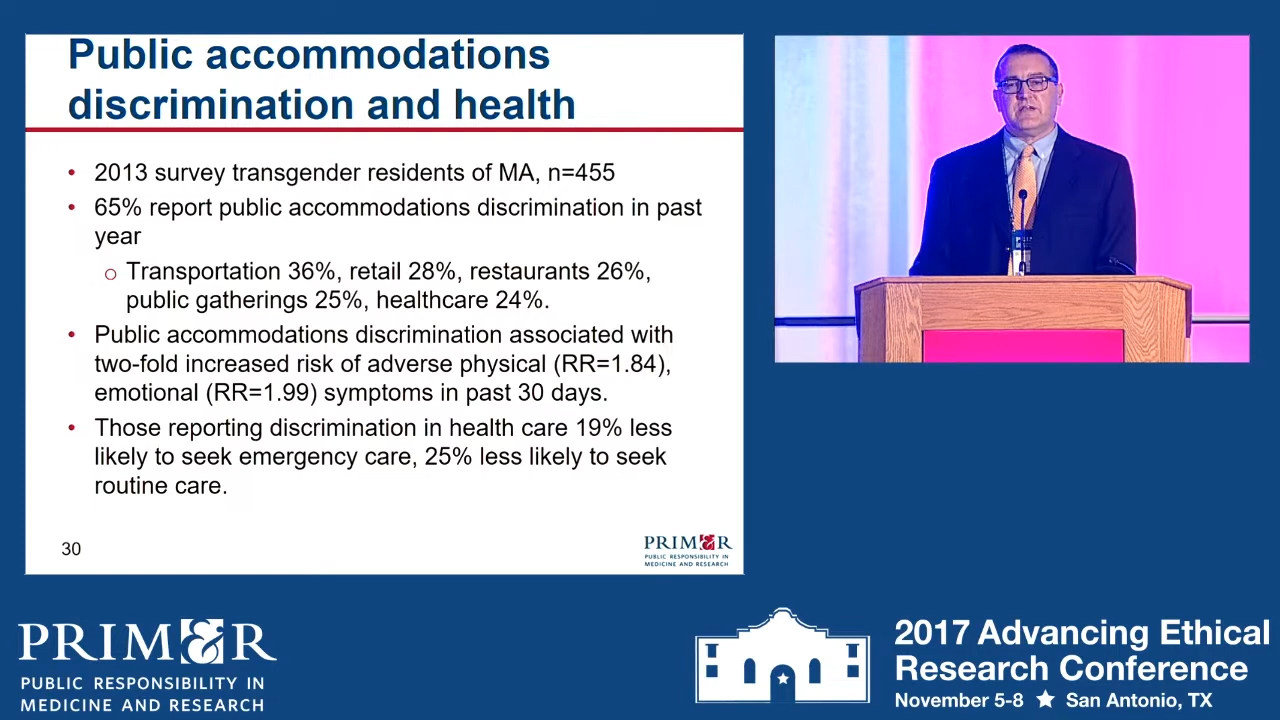 Public accommodations
discrimination and health
• 2013 survey transgender residents of MA, n=455
• 65% report public accommodations discrimination in past
year
o Transportation 36%, retail 28%, restaurants 26%,
public gatherings 25%, healthcare 24%.
• Public accommodations discrimination associated with
two-fold increased risk of adverse physical (RR=1.84),
emotional (RR=1.99) symptoms in past 30 days.
• Those reporting discrimination in health care 19% less
likely to seek emergency care, 25% less likely to seek
routine care.
30
PRIM&R
PUBLIC RESPONSIBILITY IN
MEDICINE AND RESEARCH
PRIM&R
PUBLIC RESPONSIBILITY IN
MEDICINE AND RESEARCH
2017 Advancing Ethical
Research Conference
November 5-8 ★ San Antonio, TX